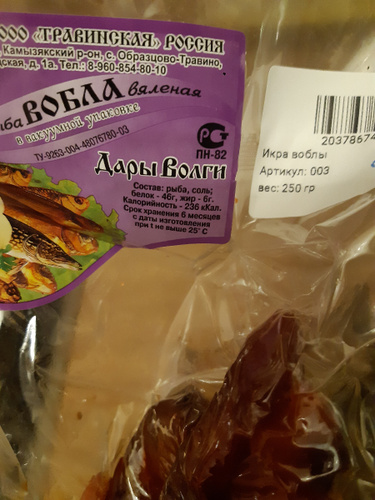 ООО «ТРАВИНСКАЯ» РОССИЯ
Камызякский р-он, с. Образцово-Травино,
д. 1а. Тел.: 8-960-854-80-10
ВОБЛА вяленая
в вакуумной упаковке
ТУ-9263-004-48076780-03
РСТ
ПН-82
Дары Волги
Состав: рыба, соль;
белок - 46г, жир - 6г.
Калорийность - 236 кКал.
Срок хранения 6 месяцев
с даты изготовления
при t не выше 25° С
20378674
Икра воблы
Артикул: 003
вес: 250 гр